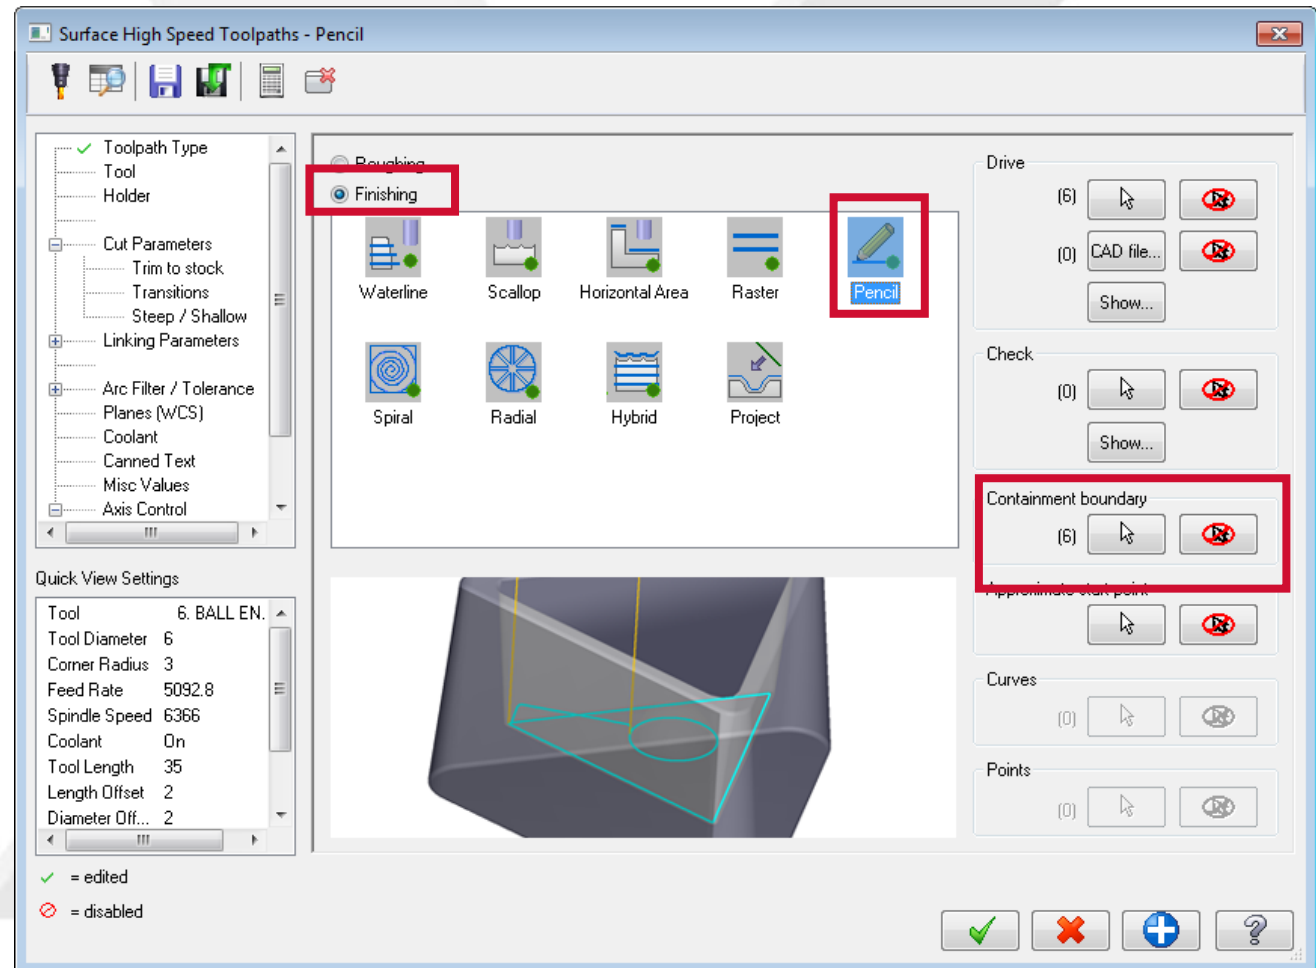 Surface High Speed Toolpaths - Pencil
Toolpath Type
Tool
Holder
Cut Parameters
Trim to stock
Transitions
Steep / Shallow
Linking Parameters
Arc Filter / Tolerance
Planes (WCS)
Coolant
Canned Text
Misc Values
Axis Control
Quick View Settings
Tool 6. BALL EN.
Tool Diameter 6
Corner Radius 3
Feed Rate 5092.8
Spindle Speed 6366
Coolant On
Tool Length 35
Length Offset 2
Diameter Off... 2
= edited
= disabled
Roughing
Finishing
Waterline Scallop Horizontal Area Raster Pencil
Spiral Radial Hybrid Project
Drive
(6)
(0) CAD file...
Show...
Check
(0)
Show...
Containment boundary
(6)
Approximate start point
Curves
(0)
Points
(0)